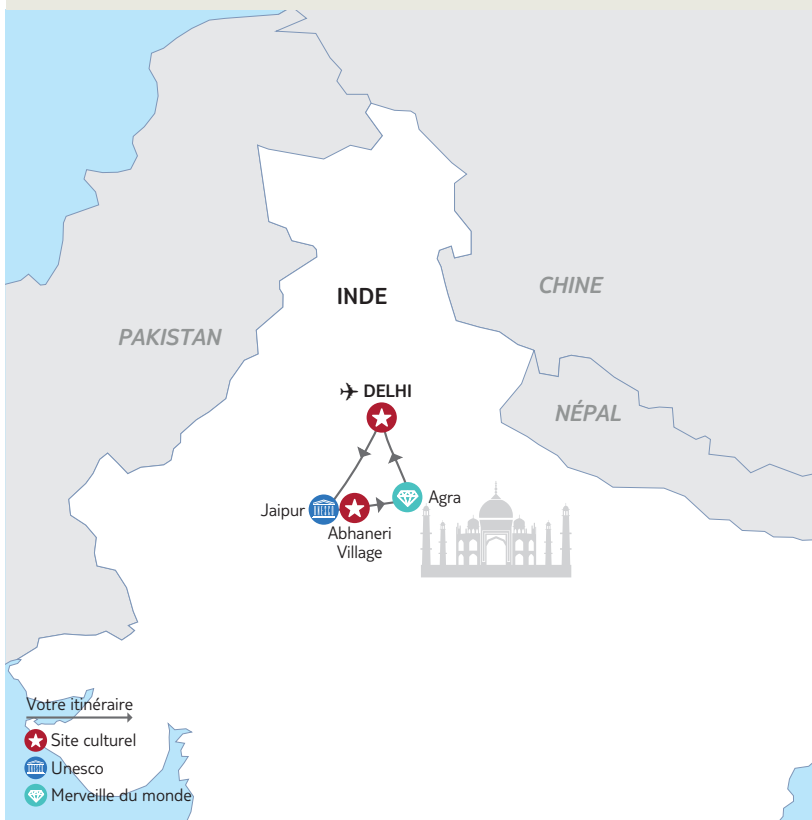 INDE
CHINE
PAKISTAN
DELHI
NÉPAL
Jaipur
Agra
Abhaneri
Village
Votre itinéraire
Site culturel
Unesco
Merveille du monde